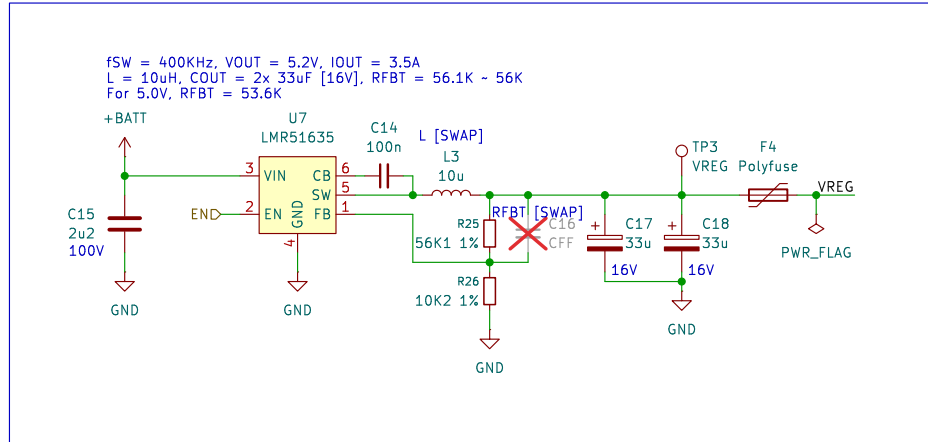 fSW = 400KHz, VOUT = 5.2V, IOUT = 3.5A
L = 10uH, COUT = 2x 33uF [16V], RFBT = 56.1K ~ 56K
For 5.0V, RFBT = 53.6K
+BATT
U7
LMR51635
C14
100n
L [SWAP]
L3
10u
TP3
VREG
F4
Polyfuse
3
VIN
CB
6
SW
5
2
EN
FB
1
GND
4
END
VREG
C15
2u2
100V
RFBT [SWAP]
R25
56K1 1%
C16
CFF
C17
33u
16V
C18
33u
16V
PWR_FLAG
R26
10K2 1%
GND
GND
GND
GND